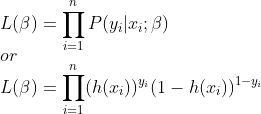 L(β) = ∏_{i=1}^{n} P(y_i|x_i; β)
or
L(β) = ∏_{i=1}^{n} (h(x_i))^{y_i} (1 − h(x_i))^{1−y_i}